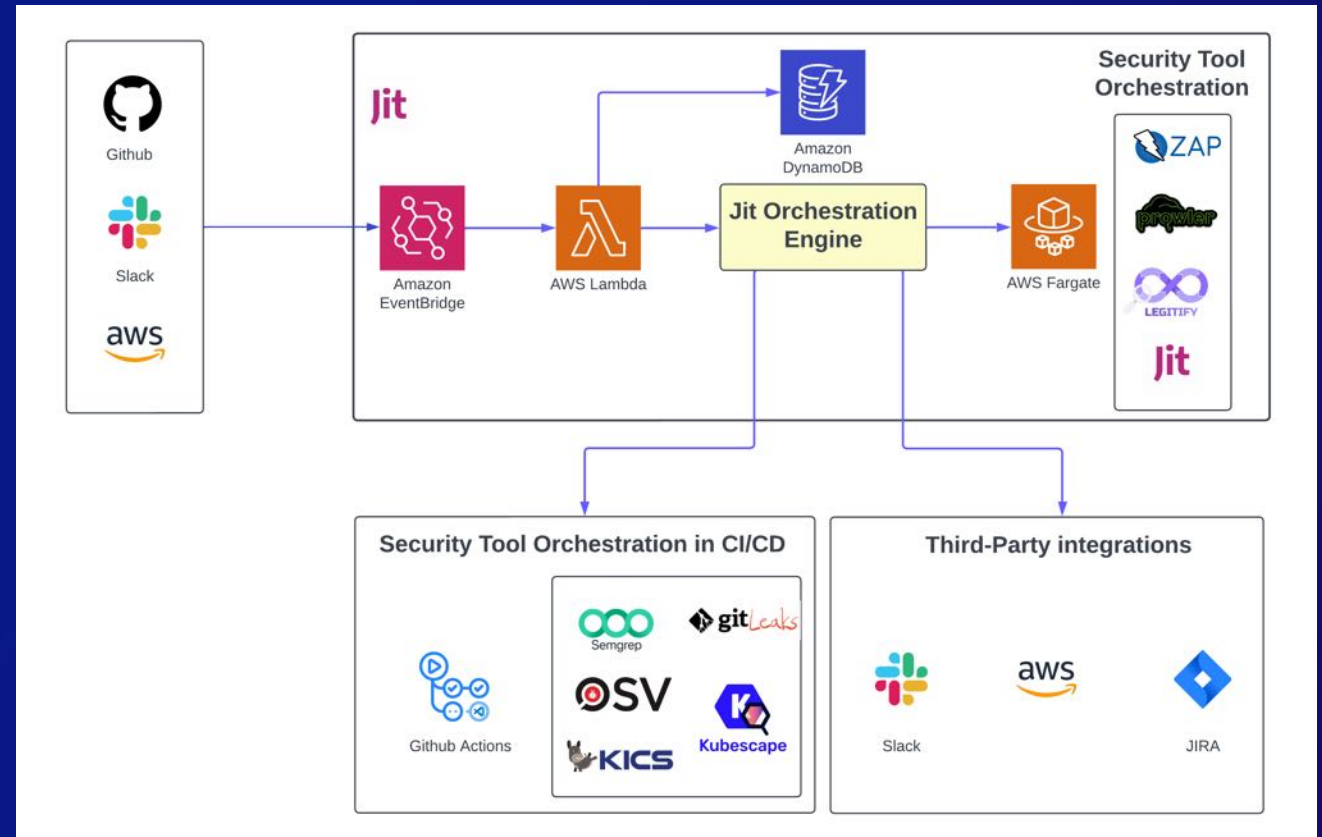 Github
Slack
aws
Jit
Amazon
EventBridge
AWS Lambda
Amazon
DynamoDB
Jit Orchestration
Engine
AWS Fargate
Security Tool
Orchestration
ZAP
prowler
LEGITIFY
Jit
Security Tool Orchestration in CI/CD
Github Actions
Semgrep
gitLeaks
OSV
Kubescape
KICS
Third-Party integrations
Slack
aws
JIRA